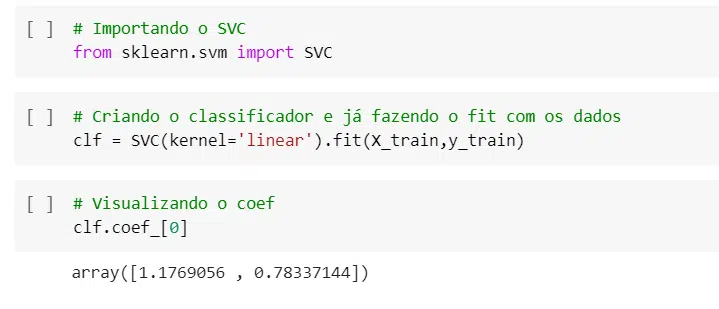 [ ] # Importando o SVC
from sklearn.svm import SVC
[ ] # Criando o classificador e já fazendo o fit com os dados
clf = SVC(kernel='linear').fit(X_train,y_train)
[ ] # Visualizando o coef
clf.coef_[0]
array([1.1769056 , 0.78337144])